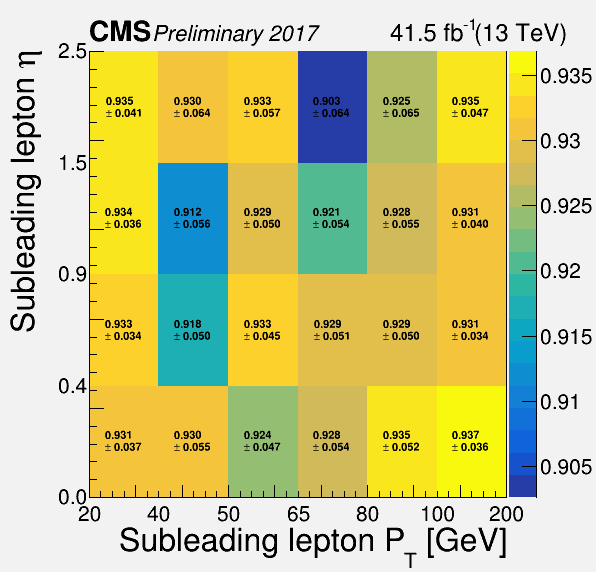 CMS Preliminary 2017 41.5 fb-1(13 TeV)
Subleading lepton η
2.5
1.5
0.9
0.4
0.0
0.935 0.930 0.933 0.903 0.925 0.935
± 0.041 ± 0.064 ± 0.057 ± 0.064 ± 0.065 ± 0.047
0.934 0.912 0.929 0.921 0.928 0.931
± 0.036 ± 0.056 ± 0.050 ± 0.054 ± 0.055 ± 0.040
0.933 0.918 0.933 0.929 0.929 0.931
± 0.034 ± 0.050 ± 0.045 ± 0.051 ± 0.050 ± 0.034
0.931 0.930 0.924 0.928 0.935 0.937
± 0.037 ± 0.055 ± 0.047 ± 0.054 ± 0.052 ± 0.036
20 40 50 65 80 100 200
Subleading lepton PT [GeV]
0.935
0.93
0.925
0.92
0.915
0.91
0.905